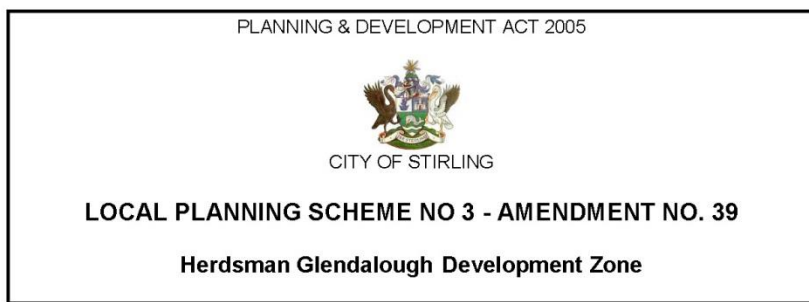 PLANNING & DEVELOPMENT ACT 2005
CITY OF STIRLING
LOCAL PLANNING SCHEME NO 3 - AMENDMENT NO. 39
Herdsman Glendalough Development Zone